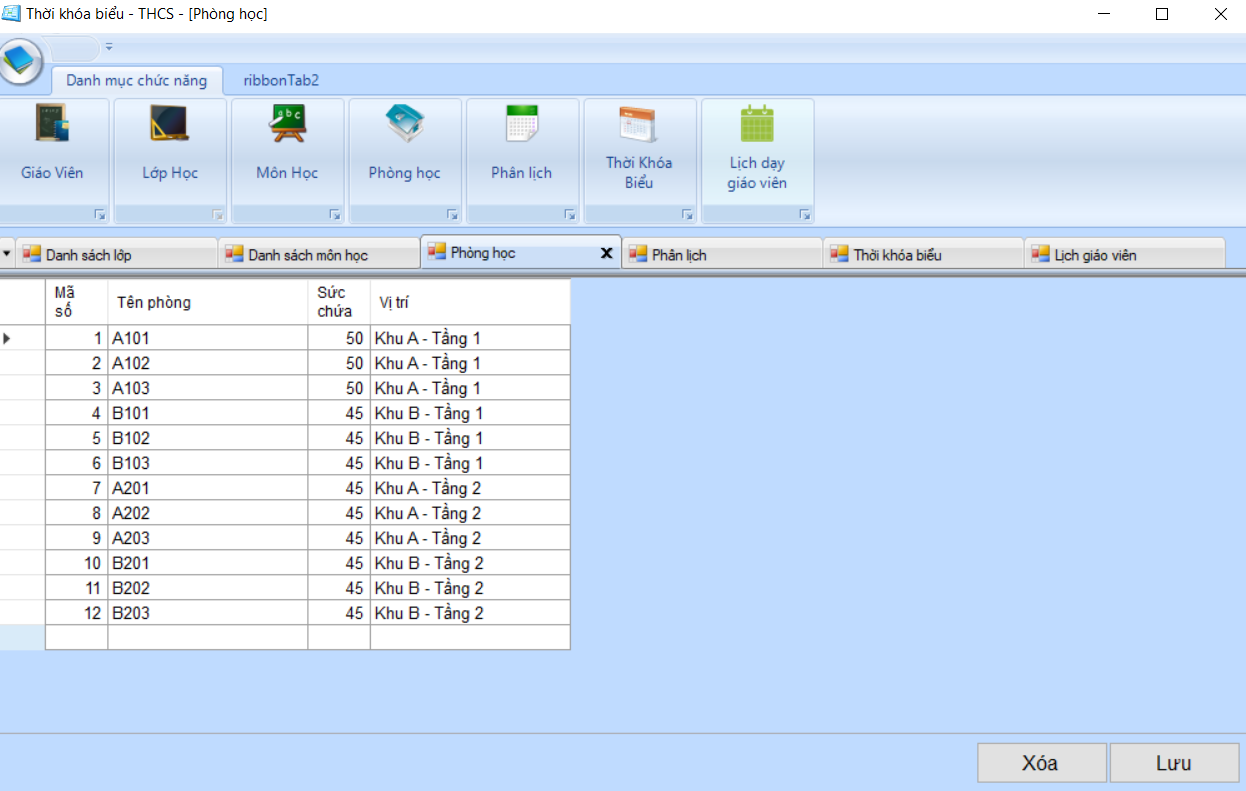 Thời khóa biểu - THCS - [Phòng học]
Danh mục chức năng ribbonTab2
Giáo Viên
Lớp Học
Môn Học
Phòng học
Phân lịch
Thời Khóa
Biểu
Lịch dạy
giáo viên
Danh sách lớp
Danh sách môn học
Phòng học
Phân lịch
Thời khóa biểu
Lịch giáo viên
Mã
số
Tên phòng
Sức
chứa
Vị trí
1 A101 50 Khu A - Tầng 1
2 A102 50 Khu A - Tầng 1
3 A103 50 Khu A - Tầng 1
4 B101 45 Khu B - Tầng 1
5 B102 45 Khu B - Tầng 1
6 B103 45 Khu B - Tầng 1
7 A201 45 Khu A - Tầng 2
8 A202 45 Khu A - Tầng 2
9 A203 45 Khu A - Tầng 2
10 B201 45 Khu B - Tầng 2
11 B202 45 Khu B - Tầng 2
12 B203 45 Khu B - Tầng 2
Xóa
Lưu